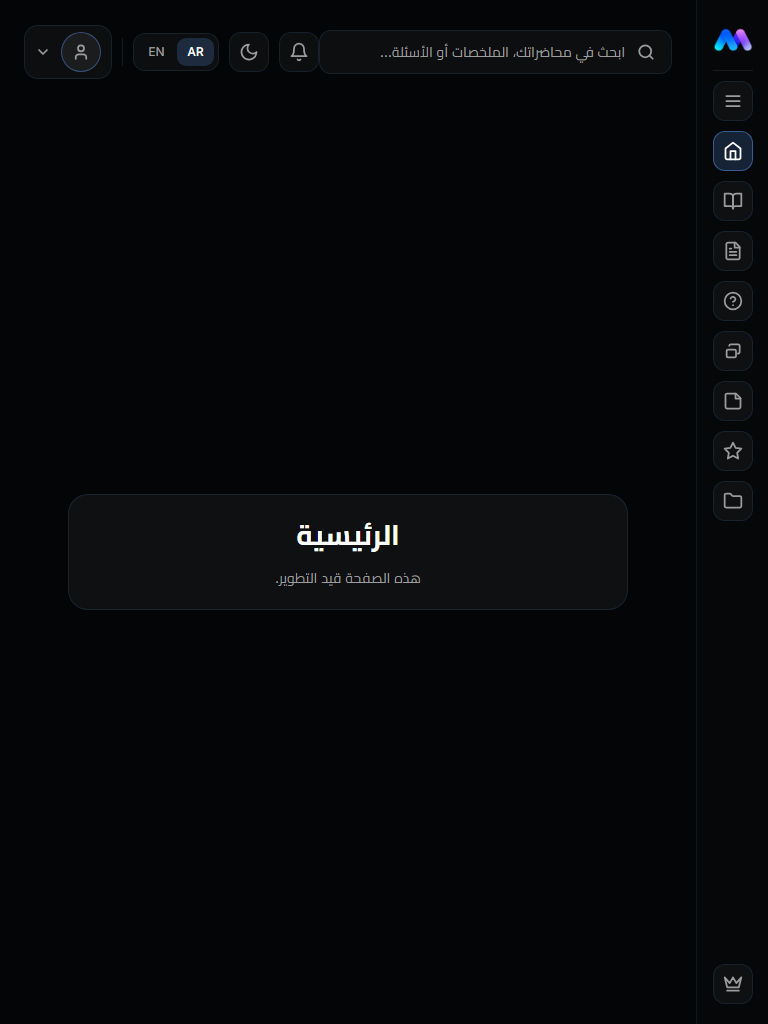 ابحث في محاضراتك، الملخصات أو الأسئلة...
AR
EN
الرئيسية
هذه الصفحة قيد التطوير.